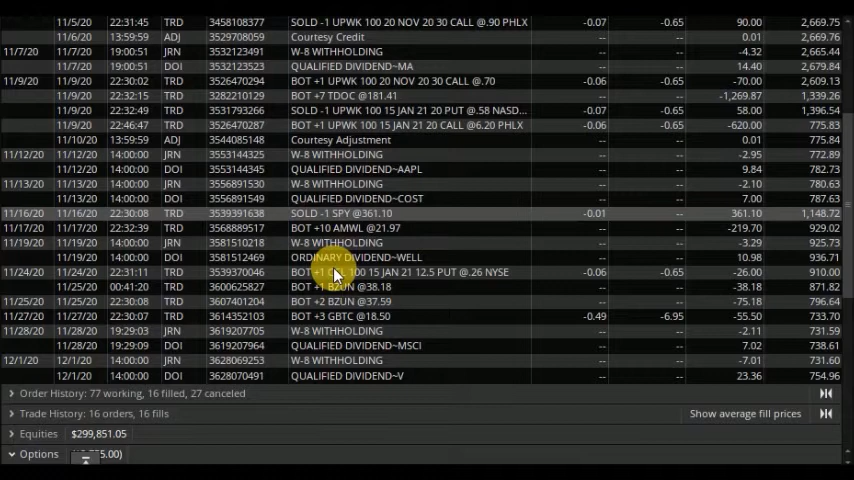 11/5/20 22:31:45 TRD 3458108377 SOLD -1 UPWK 100 20 NOV 20 30 CALL @.90 PHLX -0.07 -0.65 90.00 2,669.75
11/6/20 13:59:59 ADJ 3529708059 Courtesy Credit -- -- 0.01 2,669.76
11/7/20 11/7/20 19:00:51 JRN 3532123491 W-8 WITHHOLDING -- -- -4.32 2,665.44
11/7/20 19:00:51 DOI 3532123523 QUALIFIED DIVIDEND~MA -- -- 14.40 2,679.84
11/9/20 11/9/20 22:30:02 TRD 3526470294 BOT +1 UPWK 100 20 NOV 20 30 CALL @.70 -0.06 -0.65 -70.00 2,609.13
11/9/20 22:32:15 TRD 3282210129 BOT +7 TDOC @181.41 -- -- -1,269.87 1,339.26
11/9/20 22:32:49 TRD 3531793266 SOLD -1 UPWK 100 15 JAN 21 20 PUT @.58 NASD... -0.07 -0.65 58.00 1,396.54
11/9/20 22:46:47 TRD 3526470287 BOT +1 UPWK 100 15 JAN 21 20 CALL @6.20 PHLX -0.06 -0.65 -620.00 775.83
11/10/20 13:59:59 ADJ 3544085148 Courtesy Adjustment -- -- 0.01 775.84
11/12/20 11/12/20 14:00:00 JRN 3553144325 W-8 WITHHOLDING -- -- -2.95 772.89
11/12/20 14:00:00 DOI 3553144325 QUALIFIED DIVIDEND~AAPL -- -- 9.84 782.73
11/13/20 11/13/20 14:00:00 JRN 3556891530 W-8 WITHHOLDING -- -- -2.10 780.63
11/13/20 14:00:00 DOI 3556891549 QUALIFIED DIVIDEND~COST -- -- 7.00 787.63
11/16/20 11/16/20 22:30:08 TRD 3539391638 SOLD -1 SPY @361.10 -0.01 -- 361.10 1,148.72
11/17/20 11/17/20 22:32:39 TRD 3568889517 BOT +10 AMWL @21.97 -- -- -219.70 929.02
11/19/20 11/19/20 14:00:00 JRN 3581510218 W-8 WITHHOLDING -- -- -3.29 925.73
11/19/20 14:00:00 DOI 3581512469 ORDINARY DIVIDEND~WELL -- -- 10.98 936.71
11/24/20 11/24/20 22:31:11 TRD 3539370046 BOT +1 100 15 JAN 21 12.5 PUT @.26 NYSE -0.06 -0.65 -26.00 910.00
11/25/20 00:41:20 TRD 3600625827 BOT +1 BZUN @38.18 -- -- -38.18 871.82
11/25/20 11/25/20 22:30:08 TRD 3607401204 BOT +2 BZUN @37.59 -- -- -75.18 796.64
11/27/20 11/27/20 22:30:07 TRD 3614352103 BOT +3 GBTC @18.50 -0.49 -6.95 -55.50 733.70
11/28/20 11/28/20 19:29:03 JRN 3619207705 W-8 WITHHOLDING -- -- -2.11 731.59
11/28/20 19:29:09 DOI 3619207964 QUALIFIED DIVIDEND~MSCI -- -- 7.02 738.61
12/1/20 12/1/20 14:00:00 JRN 3628069253 W-8 WITHHOLDING -- -- -7.01 731.60
12/1/20 14:00:00 DOI 3628070491 QUALIFIED DIVIDEND~V -- -- 23.36 754.96
Order History: 77 working, 16 filled, 27 canceled
Trade History: 16 orders, 16 fills Show average fill prices
Equities $299,851.05
Options 5.00)